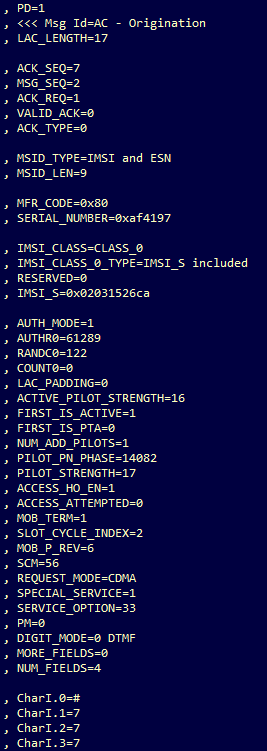 , PD=1
, <<< Msg Id=AC - Origination
, LAC_LENGTH=17
, ACK_SEQ=7
, MSG_SEQ=2
, ACK_REQ=1
, VALID_ACK=0
, ACK_TYPE=0
, MSID_TYPE=IMSI and ESN
, MSID_LEN=9
, MFR_CODE=0x80
, SERIAL_NUMBER=0xaf4197
, IMSI_CLASS=CLASS_0
, IMSI_CLASS_0_TYPE=IMSI_S included
, RESERVED=0
, IMSI_S=0x02031526ca
, AUTH_MODE=1
, AUTHR0=61289
, RANDC0=122
, COUNT0=0
, LAC_PADDING=0
, ACTIVE_PILOT_STRENGTH=16
, FIRST_IS_ACTIVE=1
, FIRST_IS_PTA=0
, NUM_ADD_PILOTS=1
, PILOT_PN_PHASE=14082
, PILOT_STRENGTH=17
, ACCESS_HO_EN=1
, ACCESS_ATTEMPTED=0
, MOB_TERM=1
, SLOT_CYCLE_INDEX=2
, MOB_P_REV=6
, SCM=56
, REQUEST_MODE=CDMA
, SPECIAL_SERVICE=1
, SERVICE_OPTION=33
, PM=0
, DIGIT_MODE=0 DTMF
, MORE_FIELDS=0
, NUM_FIELDS=4
, CharI.0=#
, CharI.1=7
, CharI.2=7
, CharI.3=7